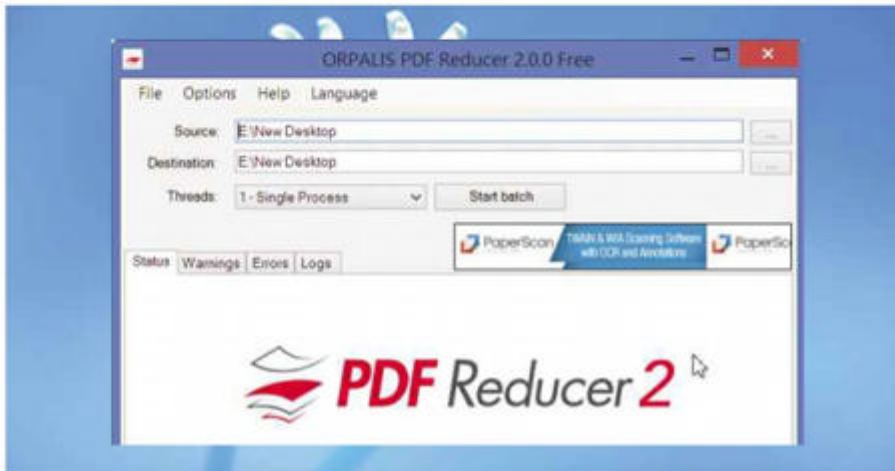 ORPALIS PDF Reducer 2.0.0 Free
File Options Help Language
Source: E:\New Desktop ...
Destination: E:\New Desktop ...
Threads: 1 - Single Process Start batch
PaperScan TWAIN & WIA Scanning Software with OCR and Annotations PaperSc
Status Warnings Errors Logs
PDF Reducer 2